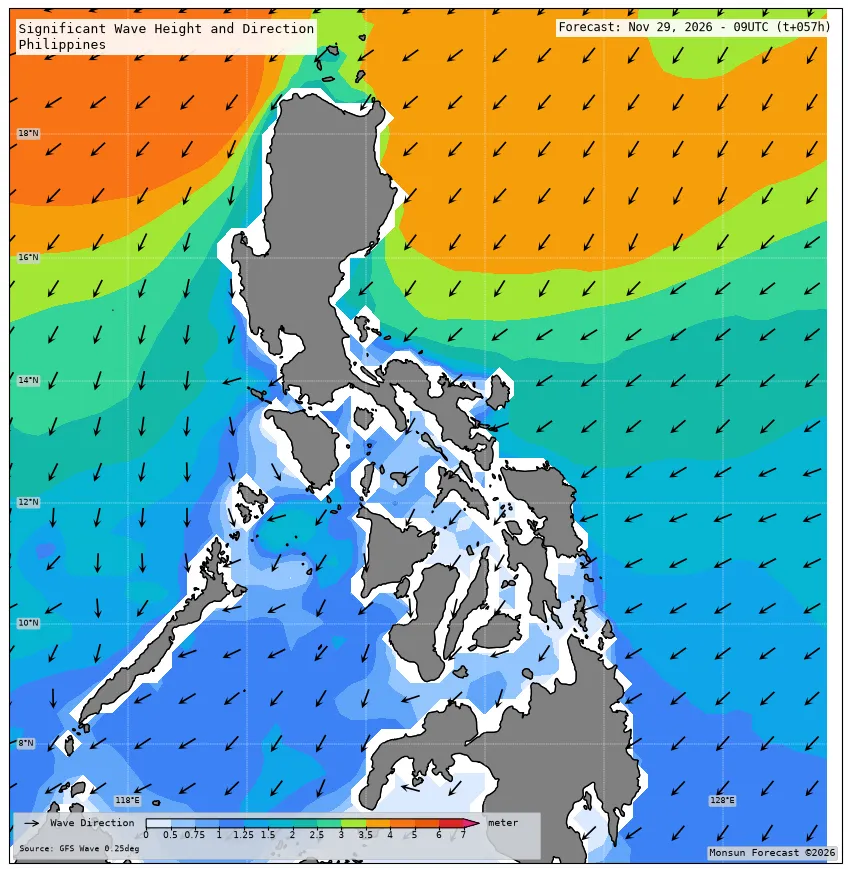 Significant Wave Height and Direction
Philippines
Forecast: Nov 29, 2026 - 09UTC (t+057h)
18°N
16°N
14°N
12°N
10°N
8°N
118°E
128°E
Wave Direction
0 0.5 0.75 1 1.25 1.5 2 2.5 3 3.5 4 5 6 7
meter
Source: GFS Wave 0.25deg
Monsun Forecast ©2026